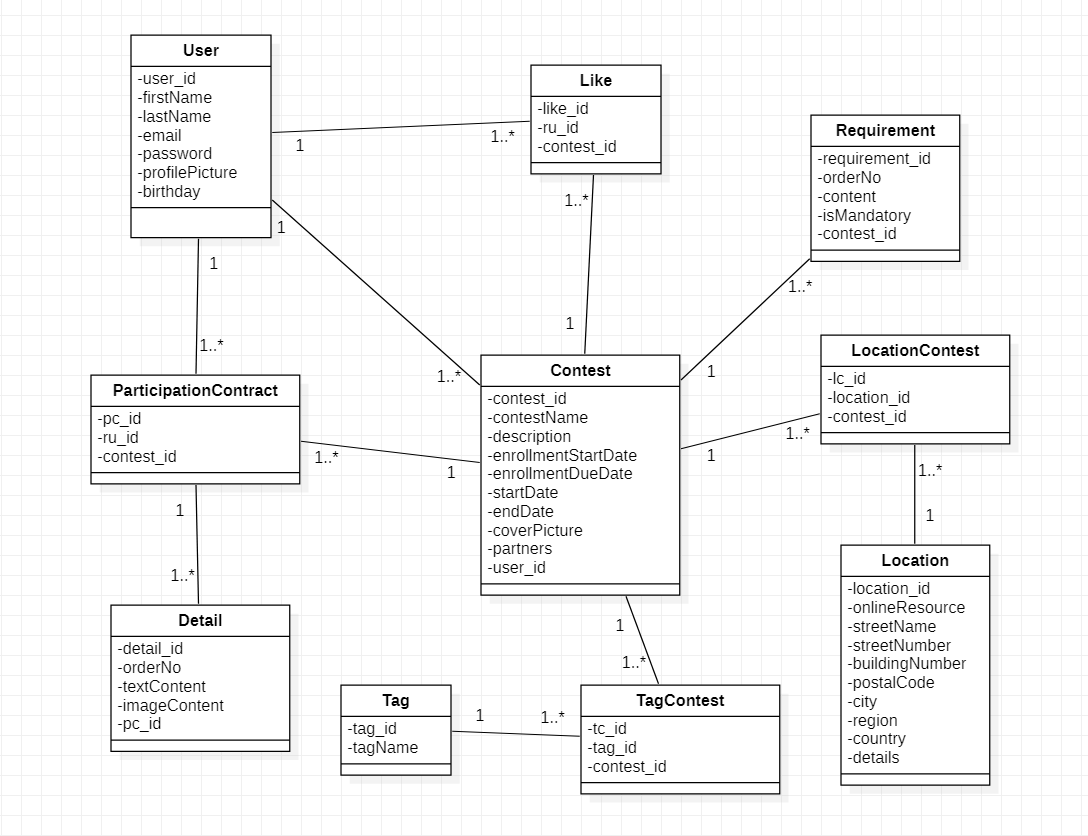 User
-user_id
-firstName
-lastName
-email
-password
-profilePicture
-birthday
Like
-like_id
-ru_id
-contest_id
Requirement
-requirement_id
-orderNo
-content
-isMandatory
-contest_id
1
1..*
1
1..*
1
1..*
1
1..*
1..*
1
LocationContest
-lc_id
-location_id
-contest_id
ParticipationContract
-pc_id
-ru_id
-contest_id
Contest
-contest_id
-contestName
-description
-enrollmentStartDate
-enrollmentDueDate
-startDate
-endDate
-coverPicture
-partners
-user_id
1..*
1
1
1..*
1..*
1
1
1..*
Location
-location_id
-onlineResource
-streetName
-streetNumber
-buildingNumber
-postalCode
-city
-region
-country
-details
Detail
-detail_id
-orderNo
-textContent
-imageContent
-pc_id
1
1..*
Tag
-tag_id
-tagName
1
1..*
TagContest
-tc_id
-tag_id
-contest_id